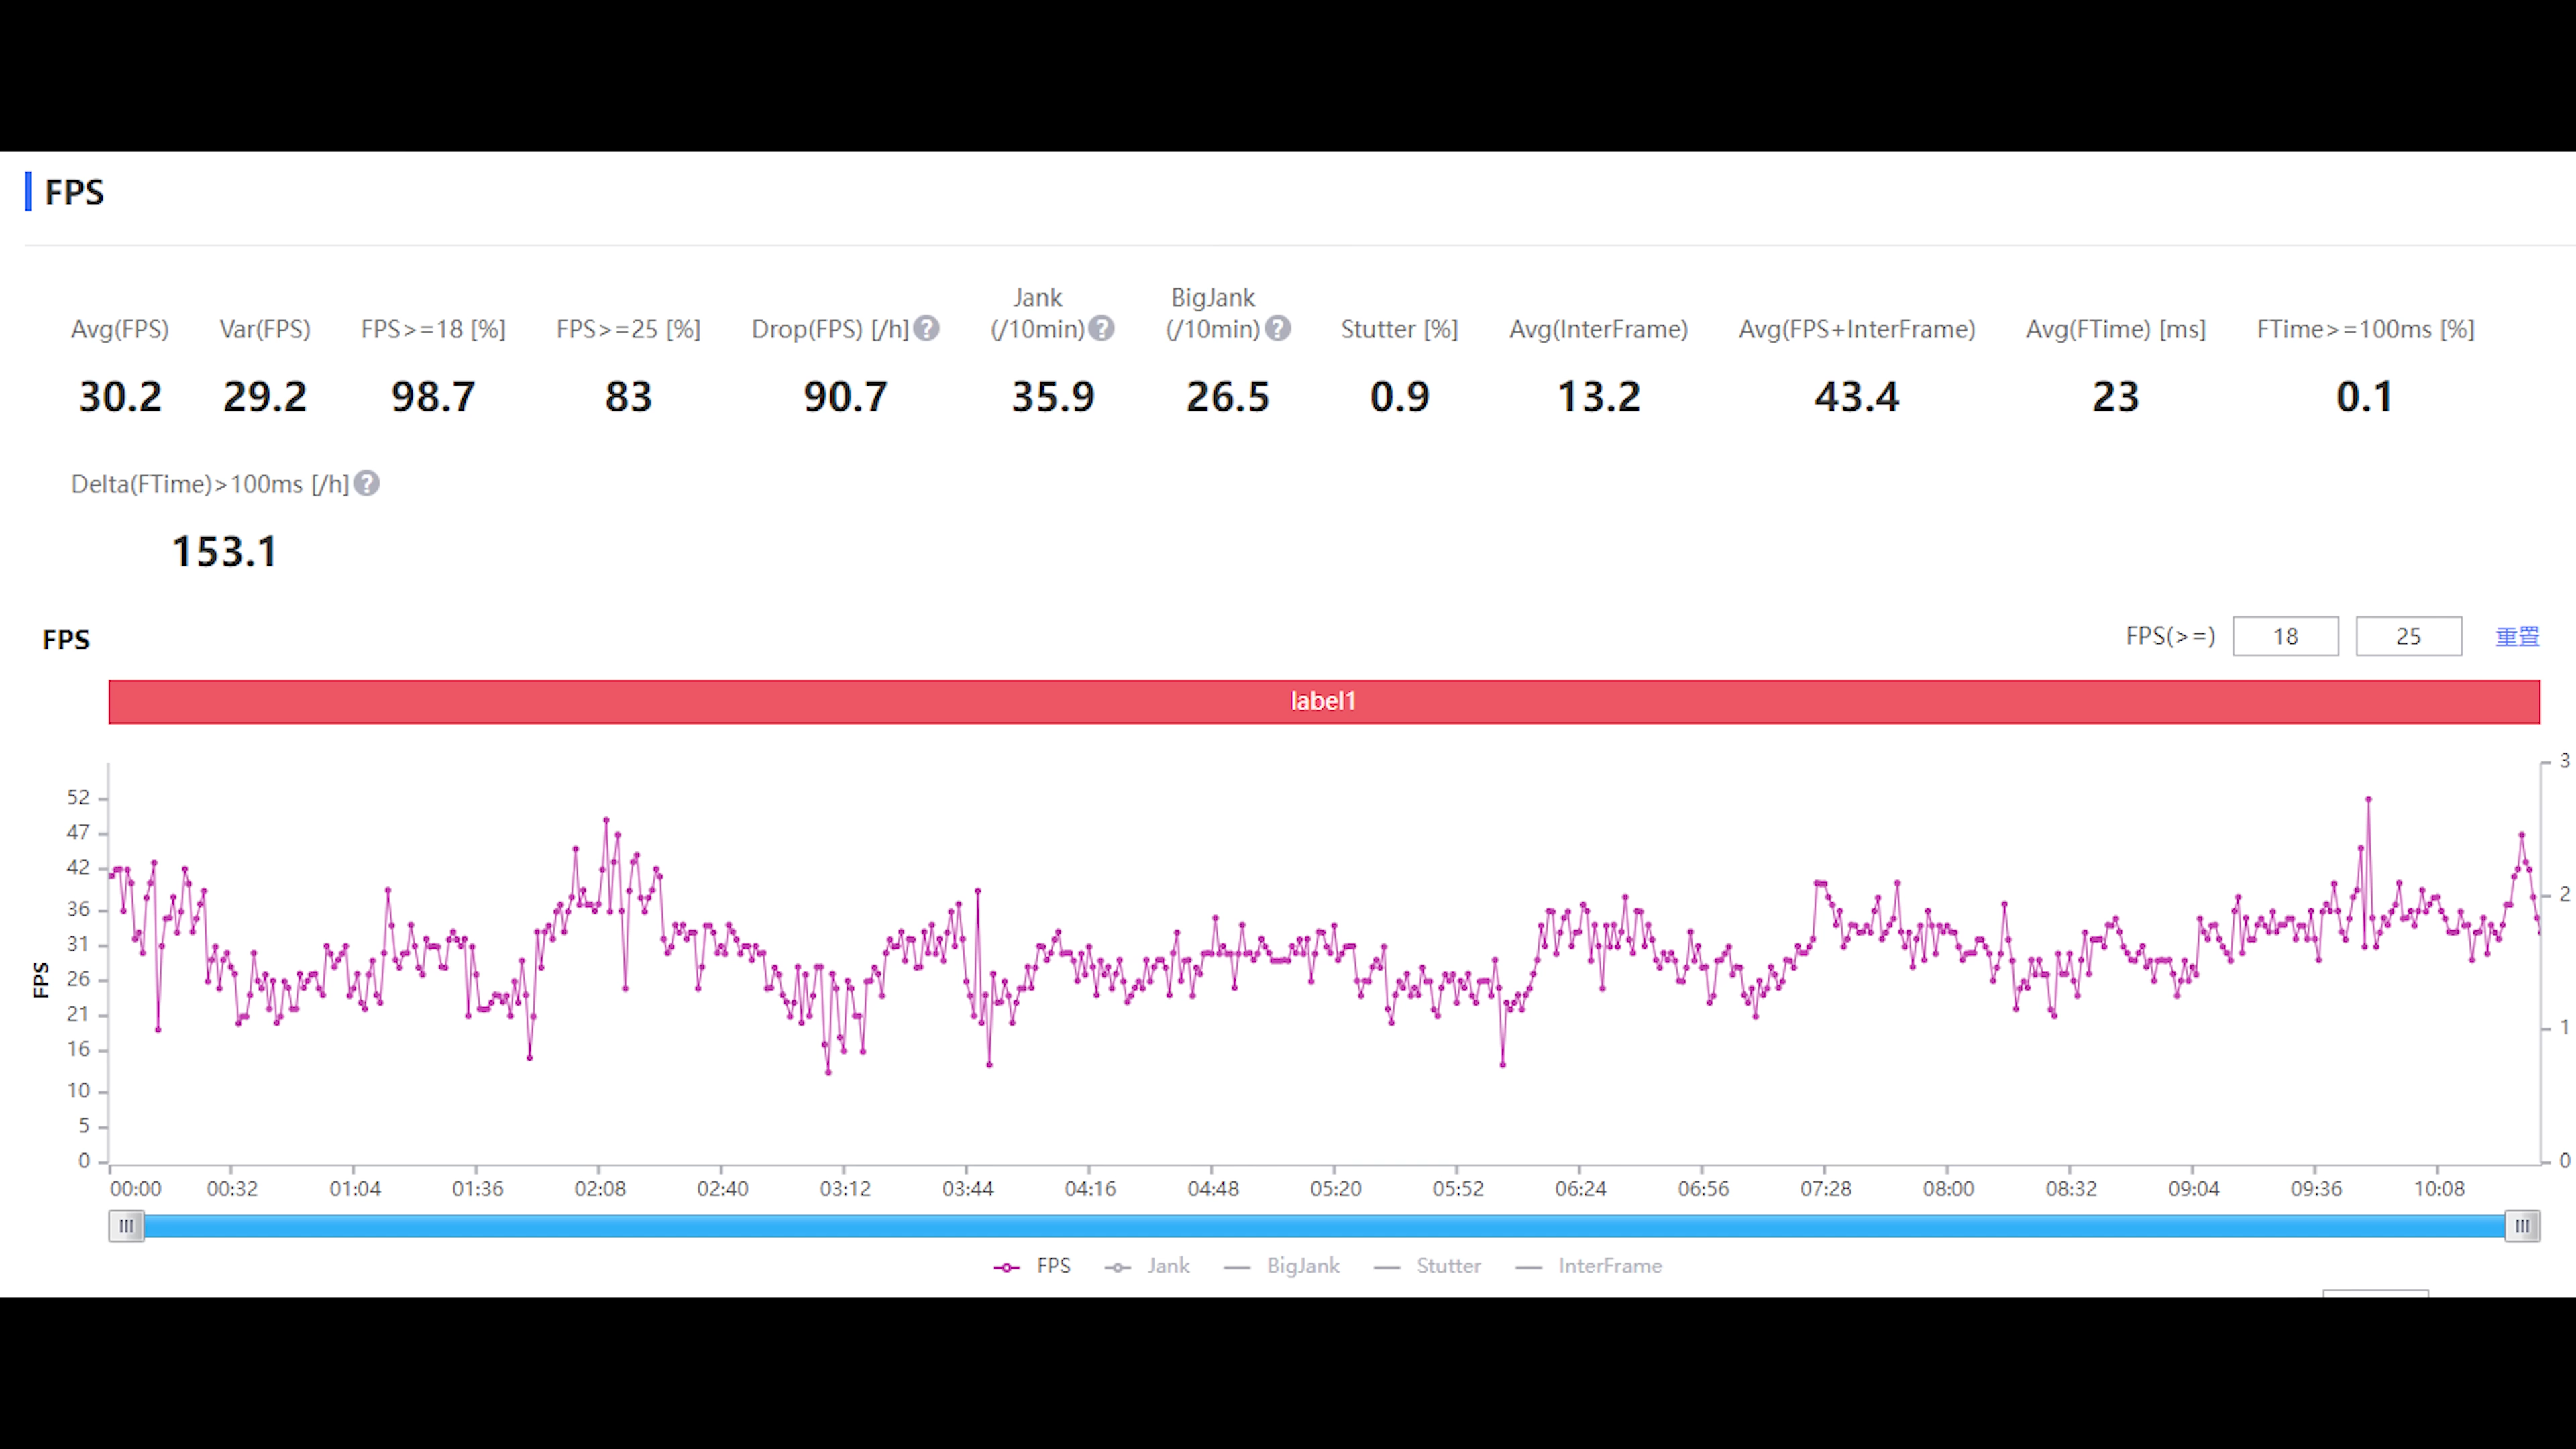 FPS
Avg(FPS) Var(FPS) FPS>=18 [%] FPS>=25 [%] Drop(FPS) [/h]? Jank (/10min)? BigJank (/10min)? Stutter [%] Avg(InterFrame) Avg(FPS+InterFrame) Avg(FTime) [ms] FTime>=100ms [%]
30.2 29.2 98.7 83 90.7 35.9 26.5 0.9 13.2 43.4 23 0.1
Delta(FTime)>100ms [/h]?
153.1
FPS FPS(>=) 18 25 重置
label1
3
52
47
42
2
36
31
26
FPS
21
1
16
10
5
0 0
00:00 00:32 01:04 01:36 02:08 02:40 03:12 03:44 04:16 04:48 05:20 05:52 06:24 06:56 07:28 08:00 08:32 09:04 09:36 10:08
FPS Jank BigJank Stutter InterFrame